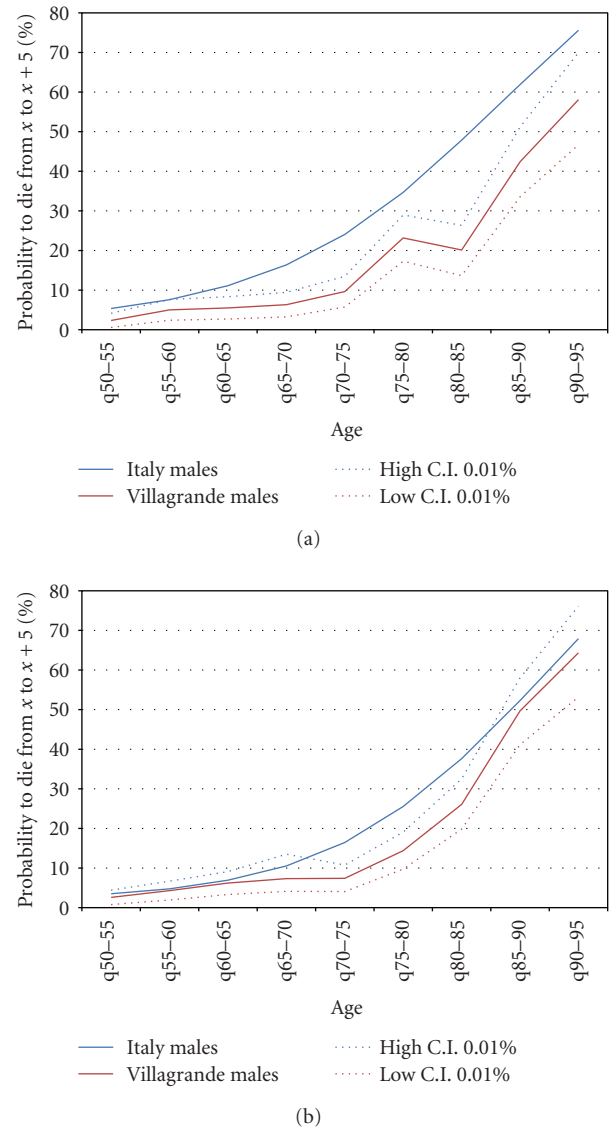 80
70
60
50
40
30
20
10
0
Probability to die from x to x + 5 (%)
q50–55
q55–60
q60–65
q65–70
q70–75
q75–80
q80–85
q85–90
q90–95
Age
Italy males
Villagrande males
High C.I. 0.01%
Low C.I. 0.01%
(a)
80
70
60
50
40
30
20
10
0
Probability to die from x to x + 5 (%)
q50–55
q55–60
q60–65
q65–70
q70–75
q75–80
q80–85
q85–90
q90–95
Age
Italy males
Villagrande males
High C.I. 0.01%
Low C.I. 0.01%
(b)